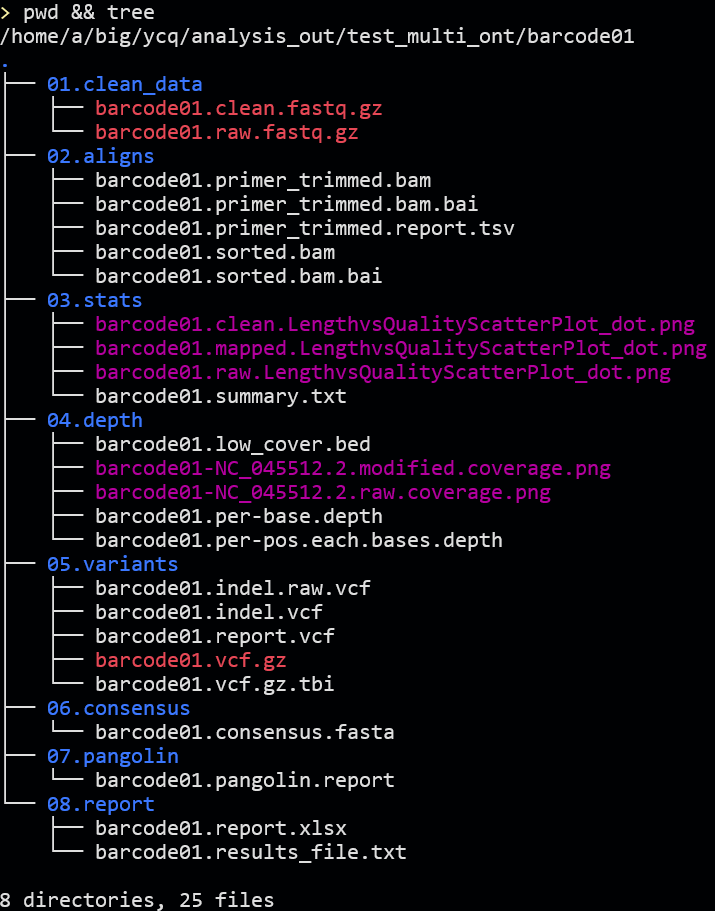 > pwd && tree
/home/a/big/ycq/analysis_out/test_multi_ont/barcode01
.
├── 01.clean_data
│   ├── barcode01.clean.fastq.gz
│   └── barcode01.raw.fastq.gz
├── 02.aligns
│   ├── barcode01.primer_trimmed.bam
│   ├── barcode01.primer_trimmed.bam.bai
│   ├── barcode01.primer_trimmed.report.tsv
│   ├── barcode01.sorted.bam
│   └── barcode01.sorted.bam.bai
├── 03.stats
│   ├── barcode01.clean.LengthvsQualityScatterPlot_dot.png
│   ├── barcode01.mapped.LengthvsQualityScatterPlot_dot.png
│   ├── barcode01.raw.LengthvsQualityScatterPlot_dot.png
│   └── barcode01.summary.txt
├── 04.depth
│   ├── barcode01.low_cover.bed
│   ├── barcode01-NC_045512.2.modified.coverage.png
│   ├── barcode01-NC_045512.2.raw.coverage.png
│   ├── barcode01.per-base.depth
│   └── barcode01.per-pos.each.bases.depth
├── 05.variants
│   ├── barcode01.indel.raw.vcf
│   ├── barcode01.indel.vcf
│   ├── barcode01.report.vcf
│   ├── barcode01.vcf.gz
│   └── barcode01.vcf.gz.tbi
├── 06.consensus
│   └── barcode01.consensus.fasta
├── 07.pangolin
│   └── barcode01.pangolin.report
└── 08.report
    ├── barcode01.report.xlsx
    └── barcode01.results_file.txt
8 directories, 25 files